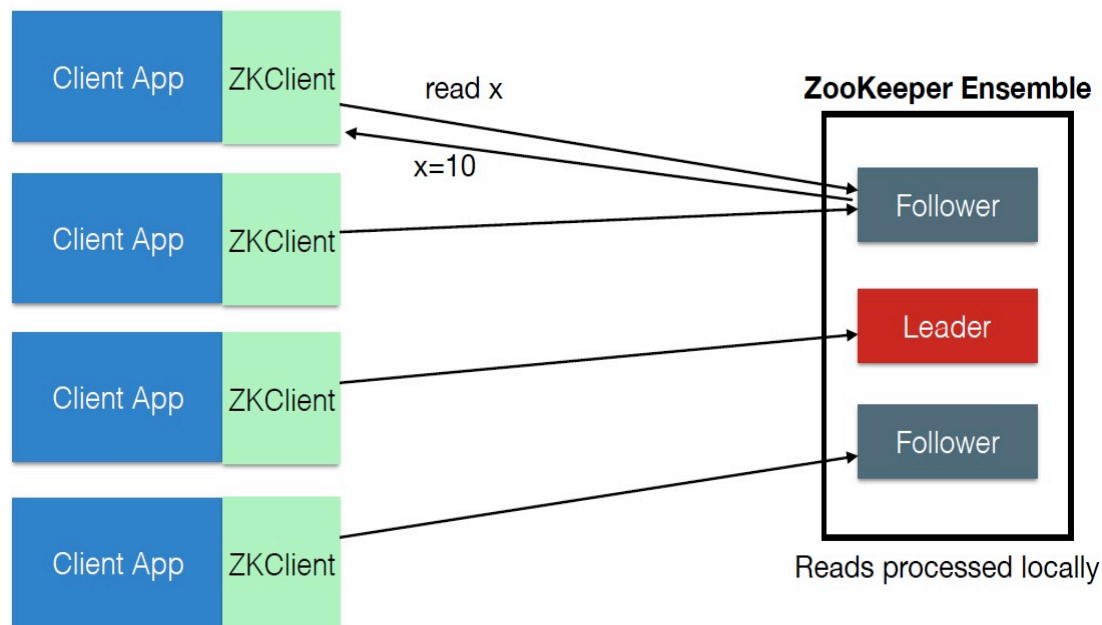 Client App
ZKClient
read x
x=10
Client App
ZKClient
Client App
ZKClient
Client App
ZKClient
ZooKeeper Ensemble
Follower
Leader
Follower
Reads processed locally